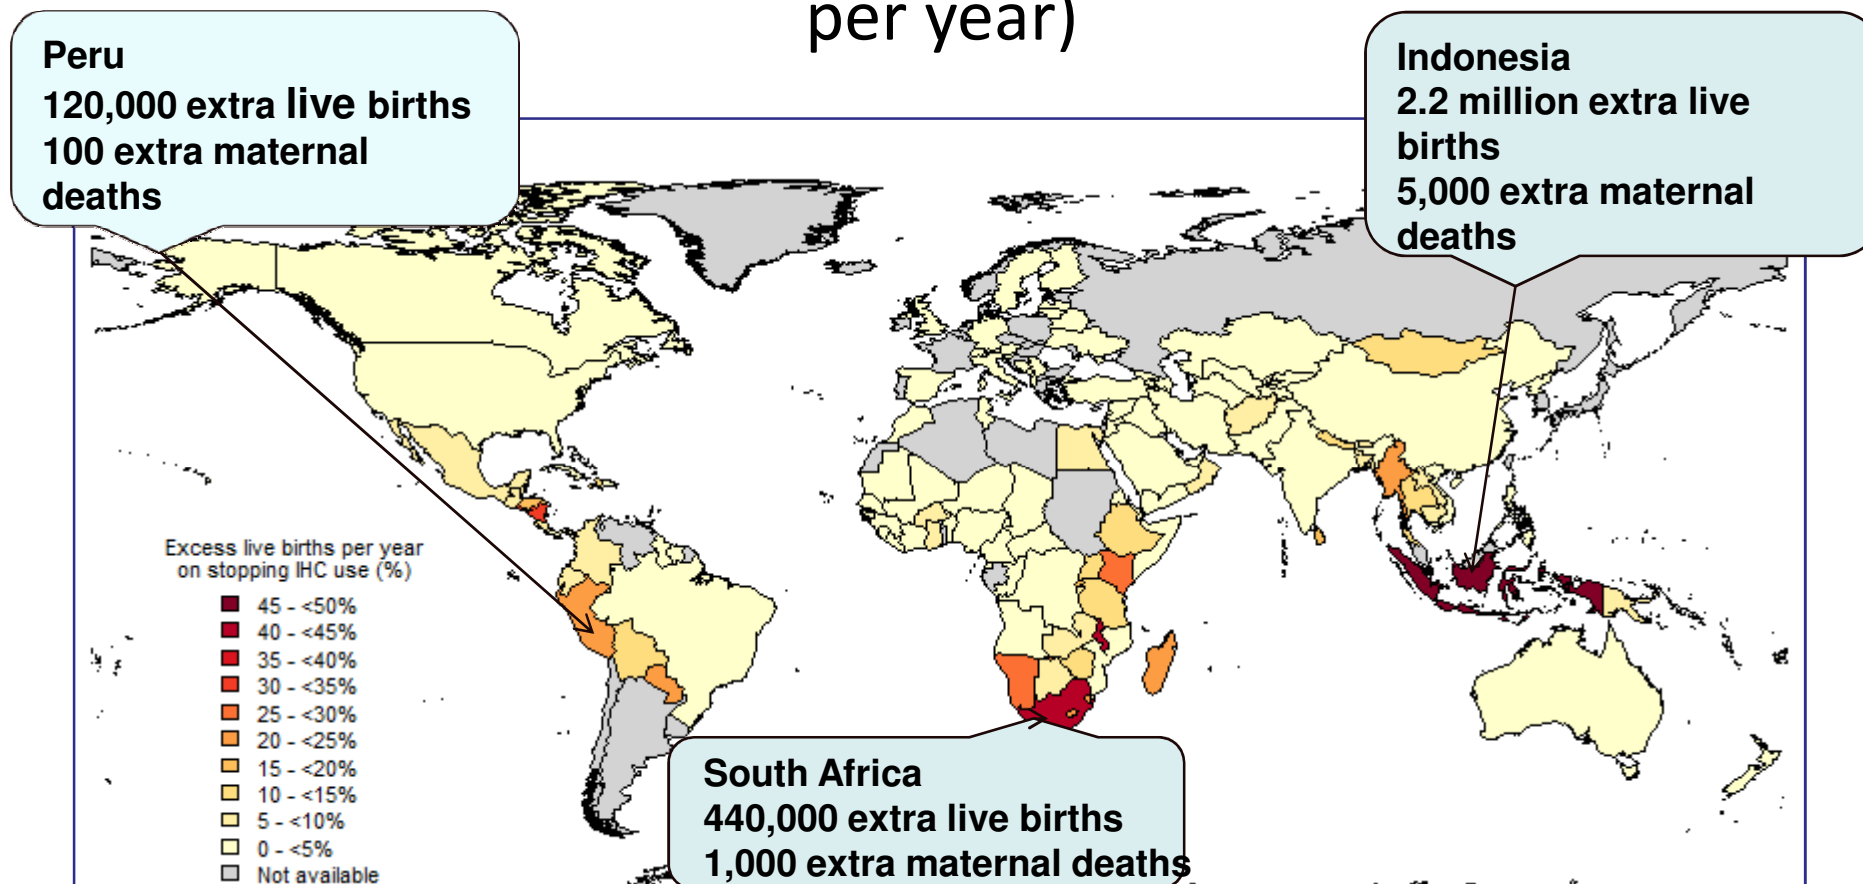 per year)
Peru
120,000 extra live births
100 extra maternal
deaths
Indonesia
2.2 million extra live
births
5,000 extra maternal
deaths
Excess live births per year
on stopping IHC use (%)
45 - <50%
40 - <45%
35 - <40%
30 - <35%
25 - <30%
20 - <25%
15 - <20%
10 - <15%
5 - <10%
0 - <5%
Not available
South Africa
440,000 extra live births
1,000 extra maternal deaths